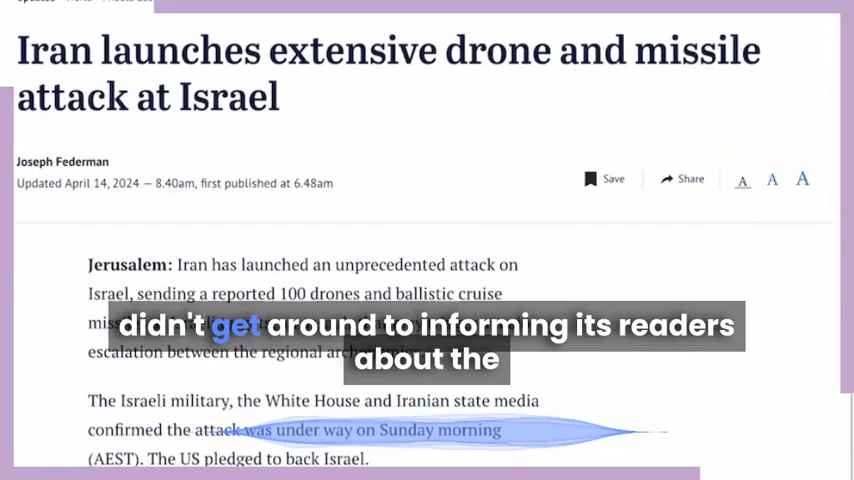 Iran launches extensive drone and missile
attack at Israel
Joseph Federman
Updated April 14, 2024 — 8.40am, first published at 6.48am
Save
Share
A A A
Jerusalem: Iran has launched an unprecedented attack on
Israel, sending a reported 100 drones and ballistic cruise
didn't get around to informing its readers
about the
escalation between the regional
The Israeli military, the White House and Iranian state media
confirmed the attack was under way on Sunday morning
(AEST). The US pledged to back Israel.